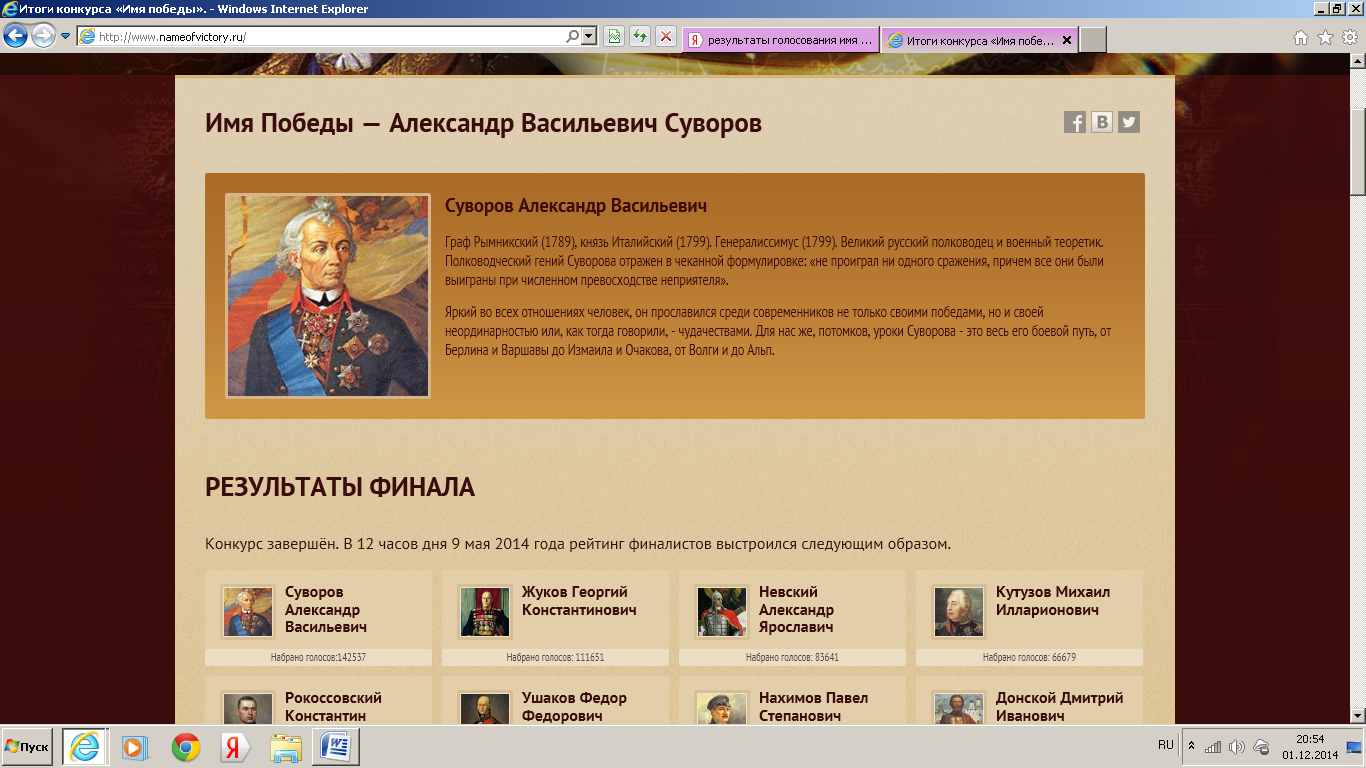 Итоги конкурса «Имя победы». - Windows Internet Explorer
http://www.nameofvictory.ru/
результаты голосования имя ...
Итоги конкурса «Имя побе...
Имя Победы — Александр Васильевич Суворов
Суворов Александр Васильевич
Граф Рымникский (1789), князь Италийский (1799). Генералиссимус (1799). Великий русский полководец и военный теоретик.
Полководческий гений Суворова отражен в чеканной формулировке: «не проиграл ни одного сражения, причем все они были
выиграны при численном превосходстве неприятеля».
Яркий во всех отношениях человек, он прославился среди современников не только своими победами, но и своей
неординарностью или, как тогда говорили, - чудачествами. Для нас же, потомков, уроки Суворова - это весь его боевой путь, от
Берлина и Варшавы до Измаила и Очакова, от Волги и до Альп.
РЕЗУЛЬТАТЫ ФИНАЛА
Конкурс завершён. В 12 часов дня 9 мая 2014 года рейтинг финалистов выстроился следующим образом.
Суворов
Александр
Васильевич
Набрано голосов:142537
Жуков Георгий
Константинович
Набрано голосов: 111651
Невский
Александр
Ярославич
Набрано голосов: 83641
Кутузов Михаил
Илларионович
Набрано голосов: 66679
Рокоссовский
Константин
Ушаков Федор
Федорович
Нахимов Павел
Степанович
Донской Дмитрий
Иванович
Пуск
RU
20:54
01.12.2014